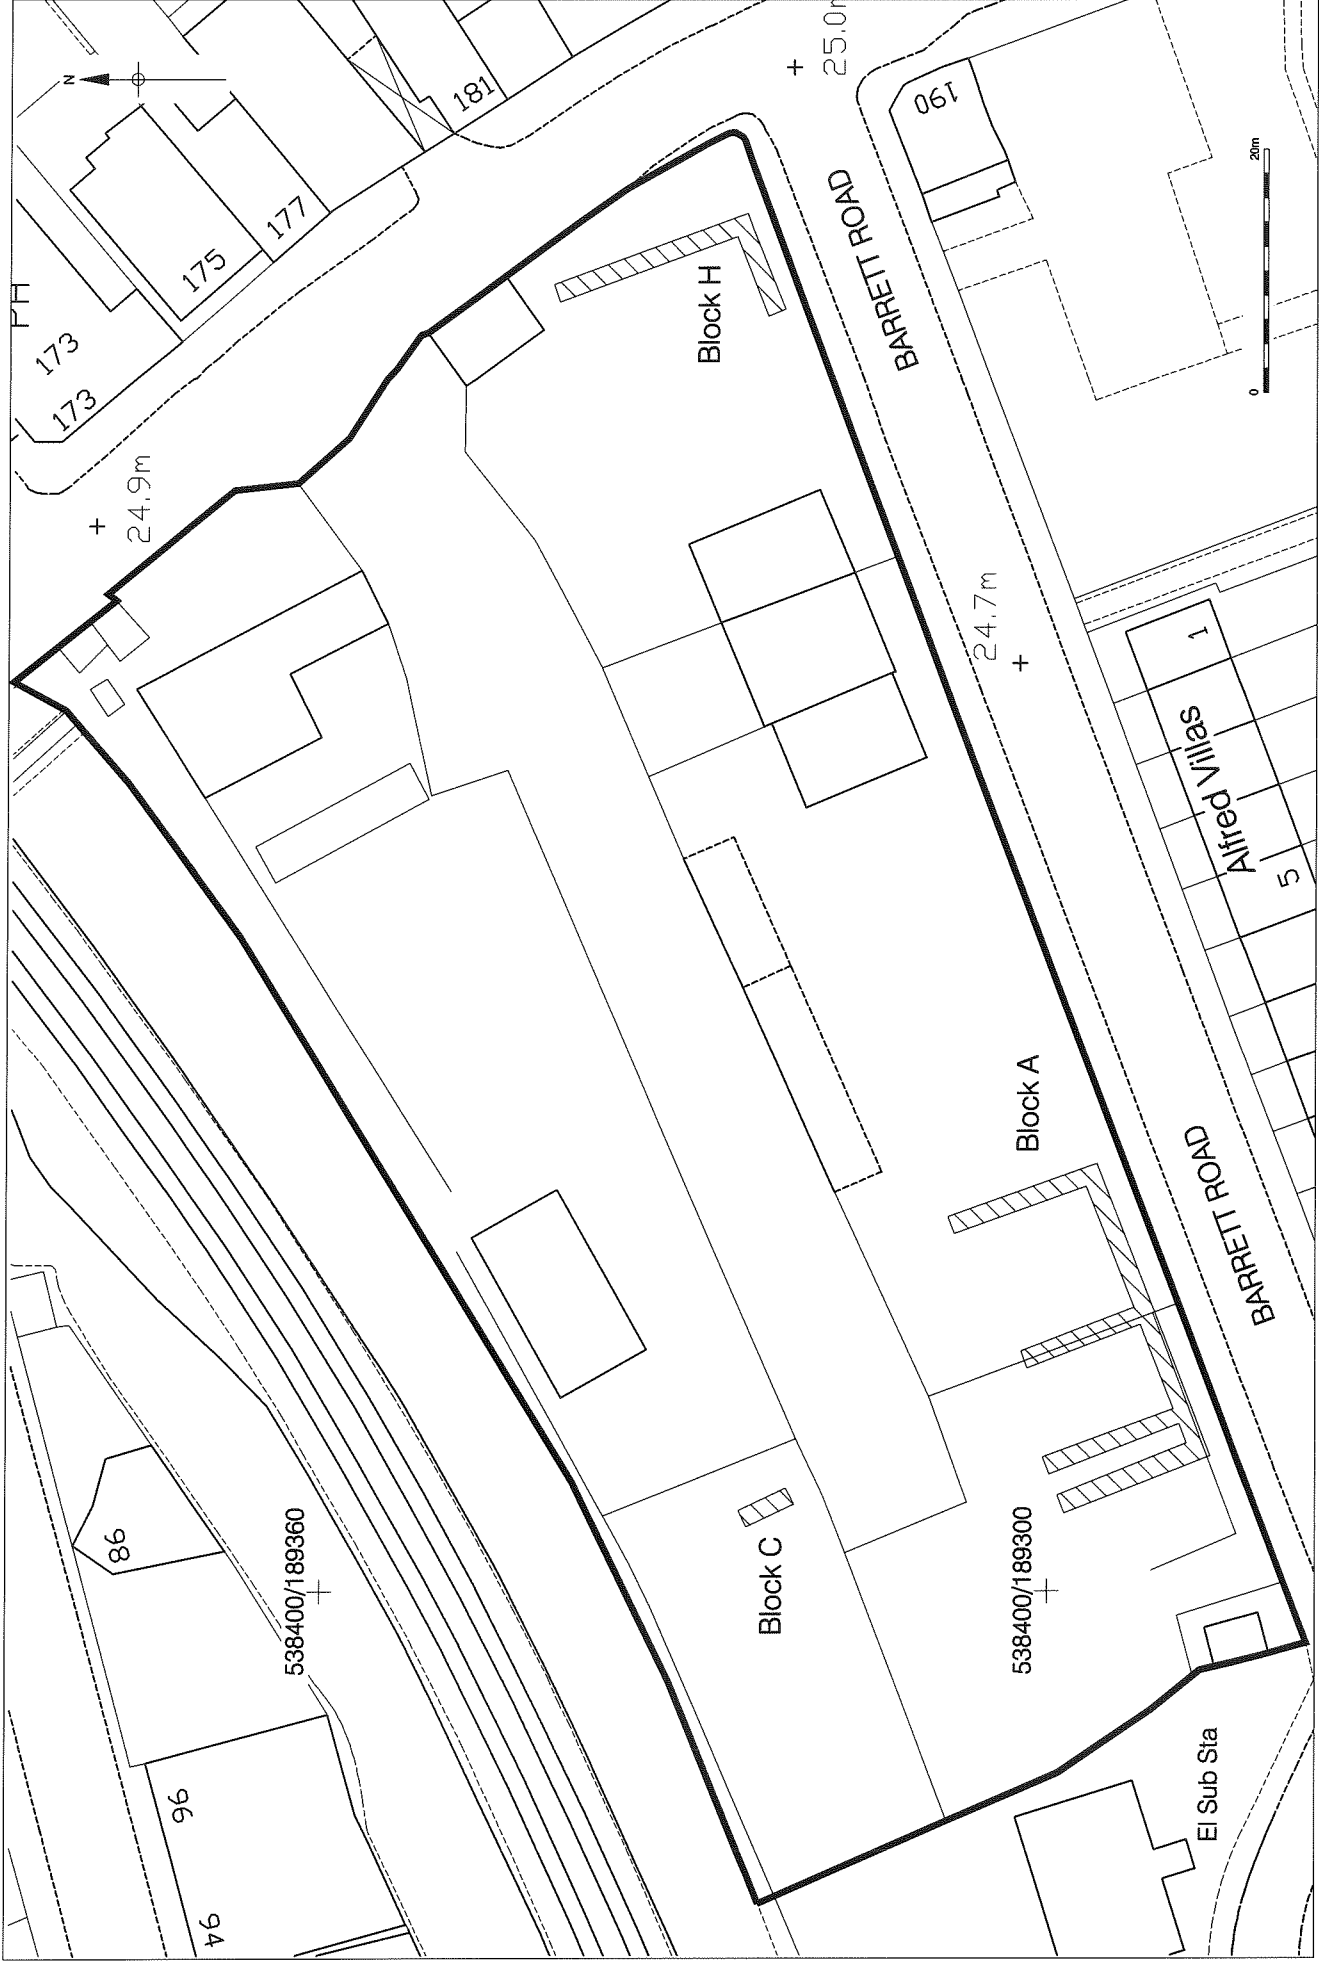 PH
173
173
175
177
181
N
25.0m
190
24.9m
Block H
BARRETT ROAD
20m
0
24.7m
1
Alfred Villas
5
Block A
BARRETT ROAD
98
538400/189360
Block C
538400/189300
96
94
El Sub Sta